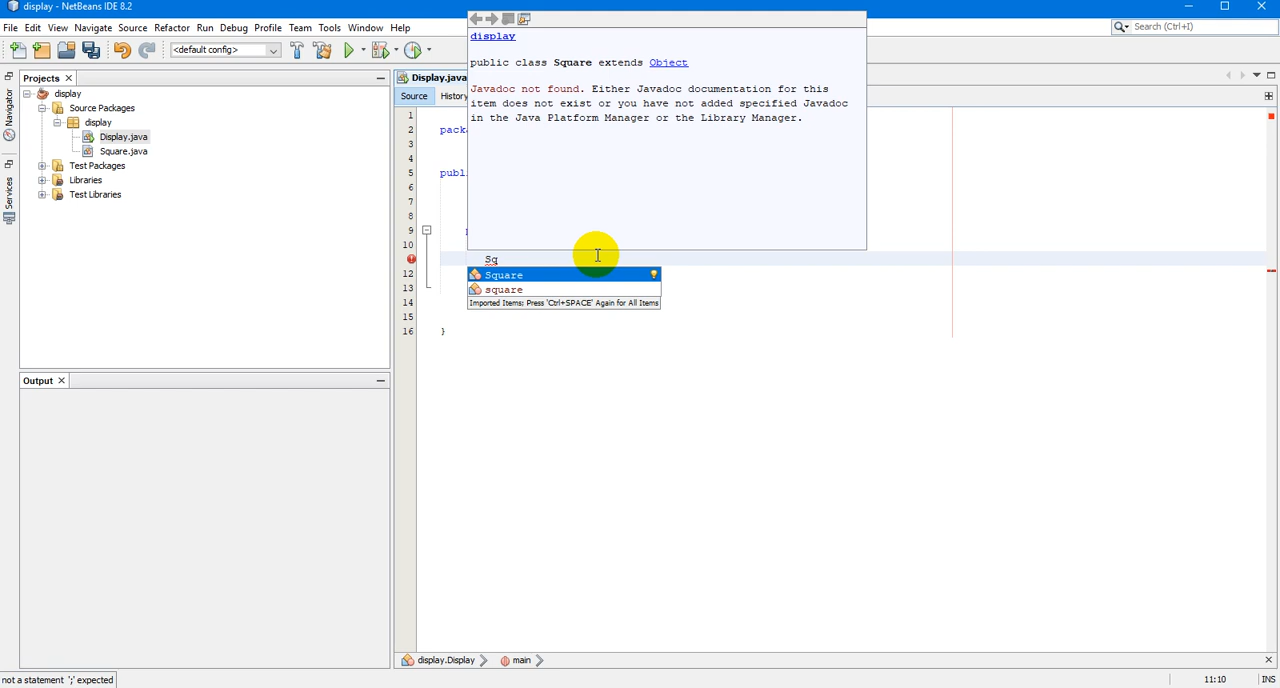 display - NetBeans IDE 8.2
File Edit View Navigate Source Refactor Run Debug Profile Team Tools Window Help
Search (Ctrl+I)
<default config>
Projects
display
Source Packages
display
Display.java
Square.java
Test Packages
Libraries
Test Libraries
Navigator
Services
Output
Display.java
Source History
1
2 pack
3
4
5 publi
6
7
8
9
10
Sq
12
13
14
15
16 }
display
public class Square extends Object
Javadoc not found. Either Javadoc documentation for this
item does not exist or you have not added specified Javadoc
in the Java Platform Manager or the Library Manager.
Square
square
Imported Items; Press 'Ctrl+SPACE' Again for All Items
display.Display main
not a statement ';' expected
11:10 INS